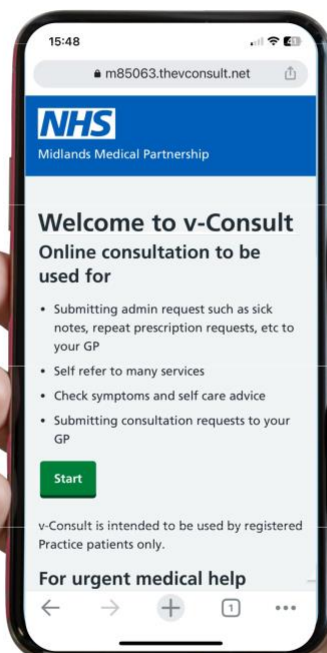 15:48
41
m85063.thevconsult.net
NHS
Midlands Medical Partnership
Welcome to v-Consult
Online consultation to be
used for
• Submitting admin request such as sick
notes, repeat prescription requests, etc to
your GP
• Self refer to many services
• Check symptoms and self care advice
• Submitting consultation requests to your
GP
Start
v-Consult is intended to be used by registered
Practice patients only.
For urgent medical help
1